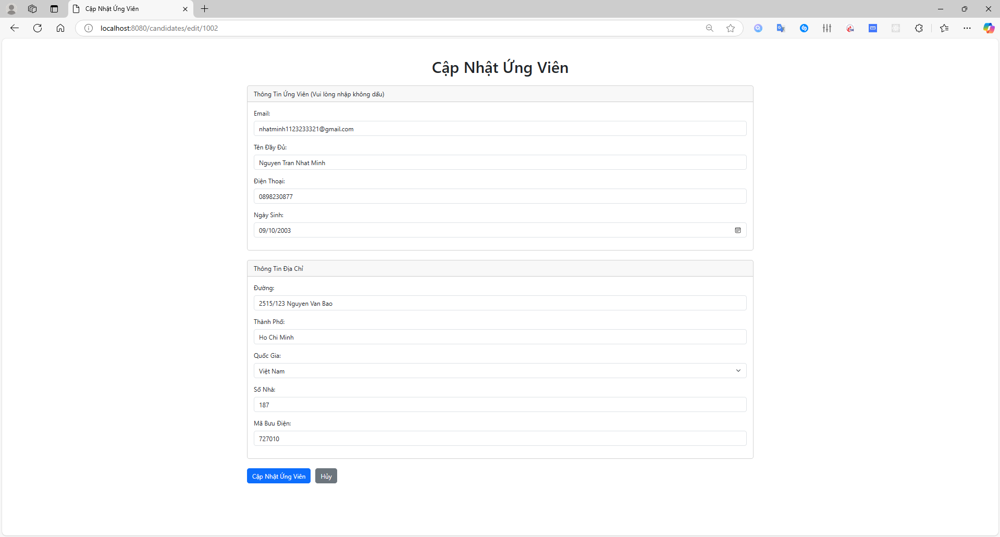 Cập Nhật Ứng Viên
localhost:8080/candidates/edit/1002
Cập Nhật Ứng Viên
Thông Tin Ứng Viên (Vui lòng nhập không dấu)
Email:
nhatminh1123233321@gmail.com
Tên Đầy Đủ:
Nguyen Tran Nhat Minh
Điện Thoại:
0898230877
Ngày Sinh:
09/10/2003
Thông Tin Địa Chỉ
Đường:
2515/123 Nguyen Van Bao
Thành Phố:
Ho Chi Minh
Quốc Gia:
Việt Nam
Số Nhà:
187
Mã Bưu Điện:
727010
Cập Nhật Ứng Viên Hủy